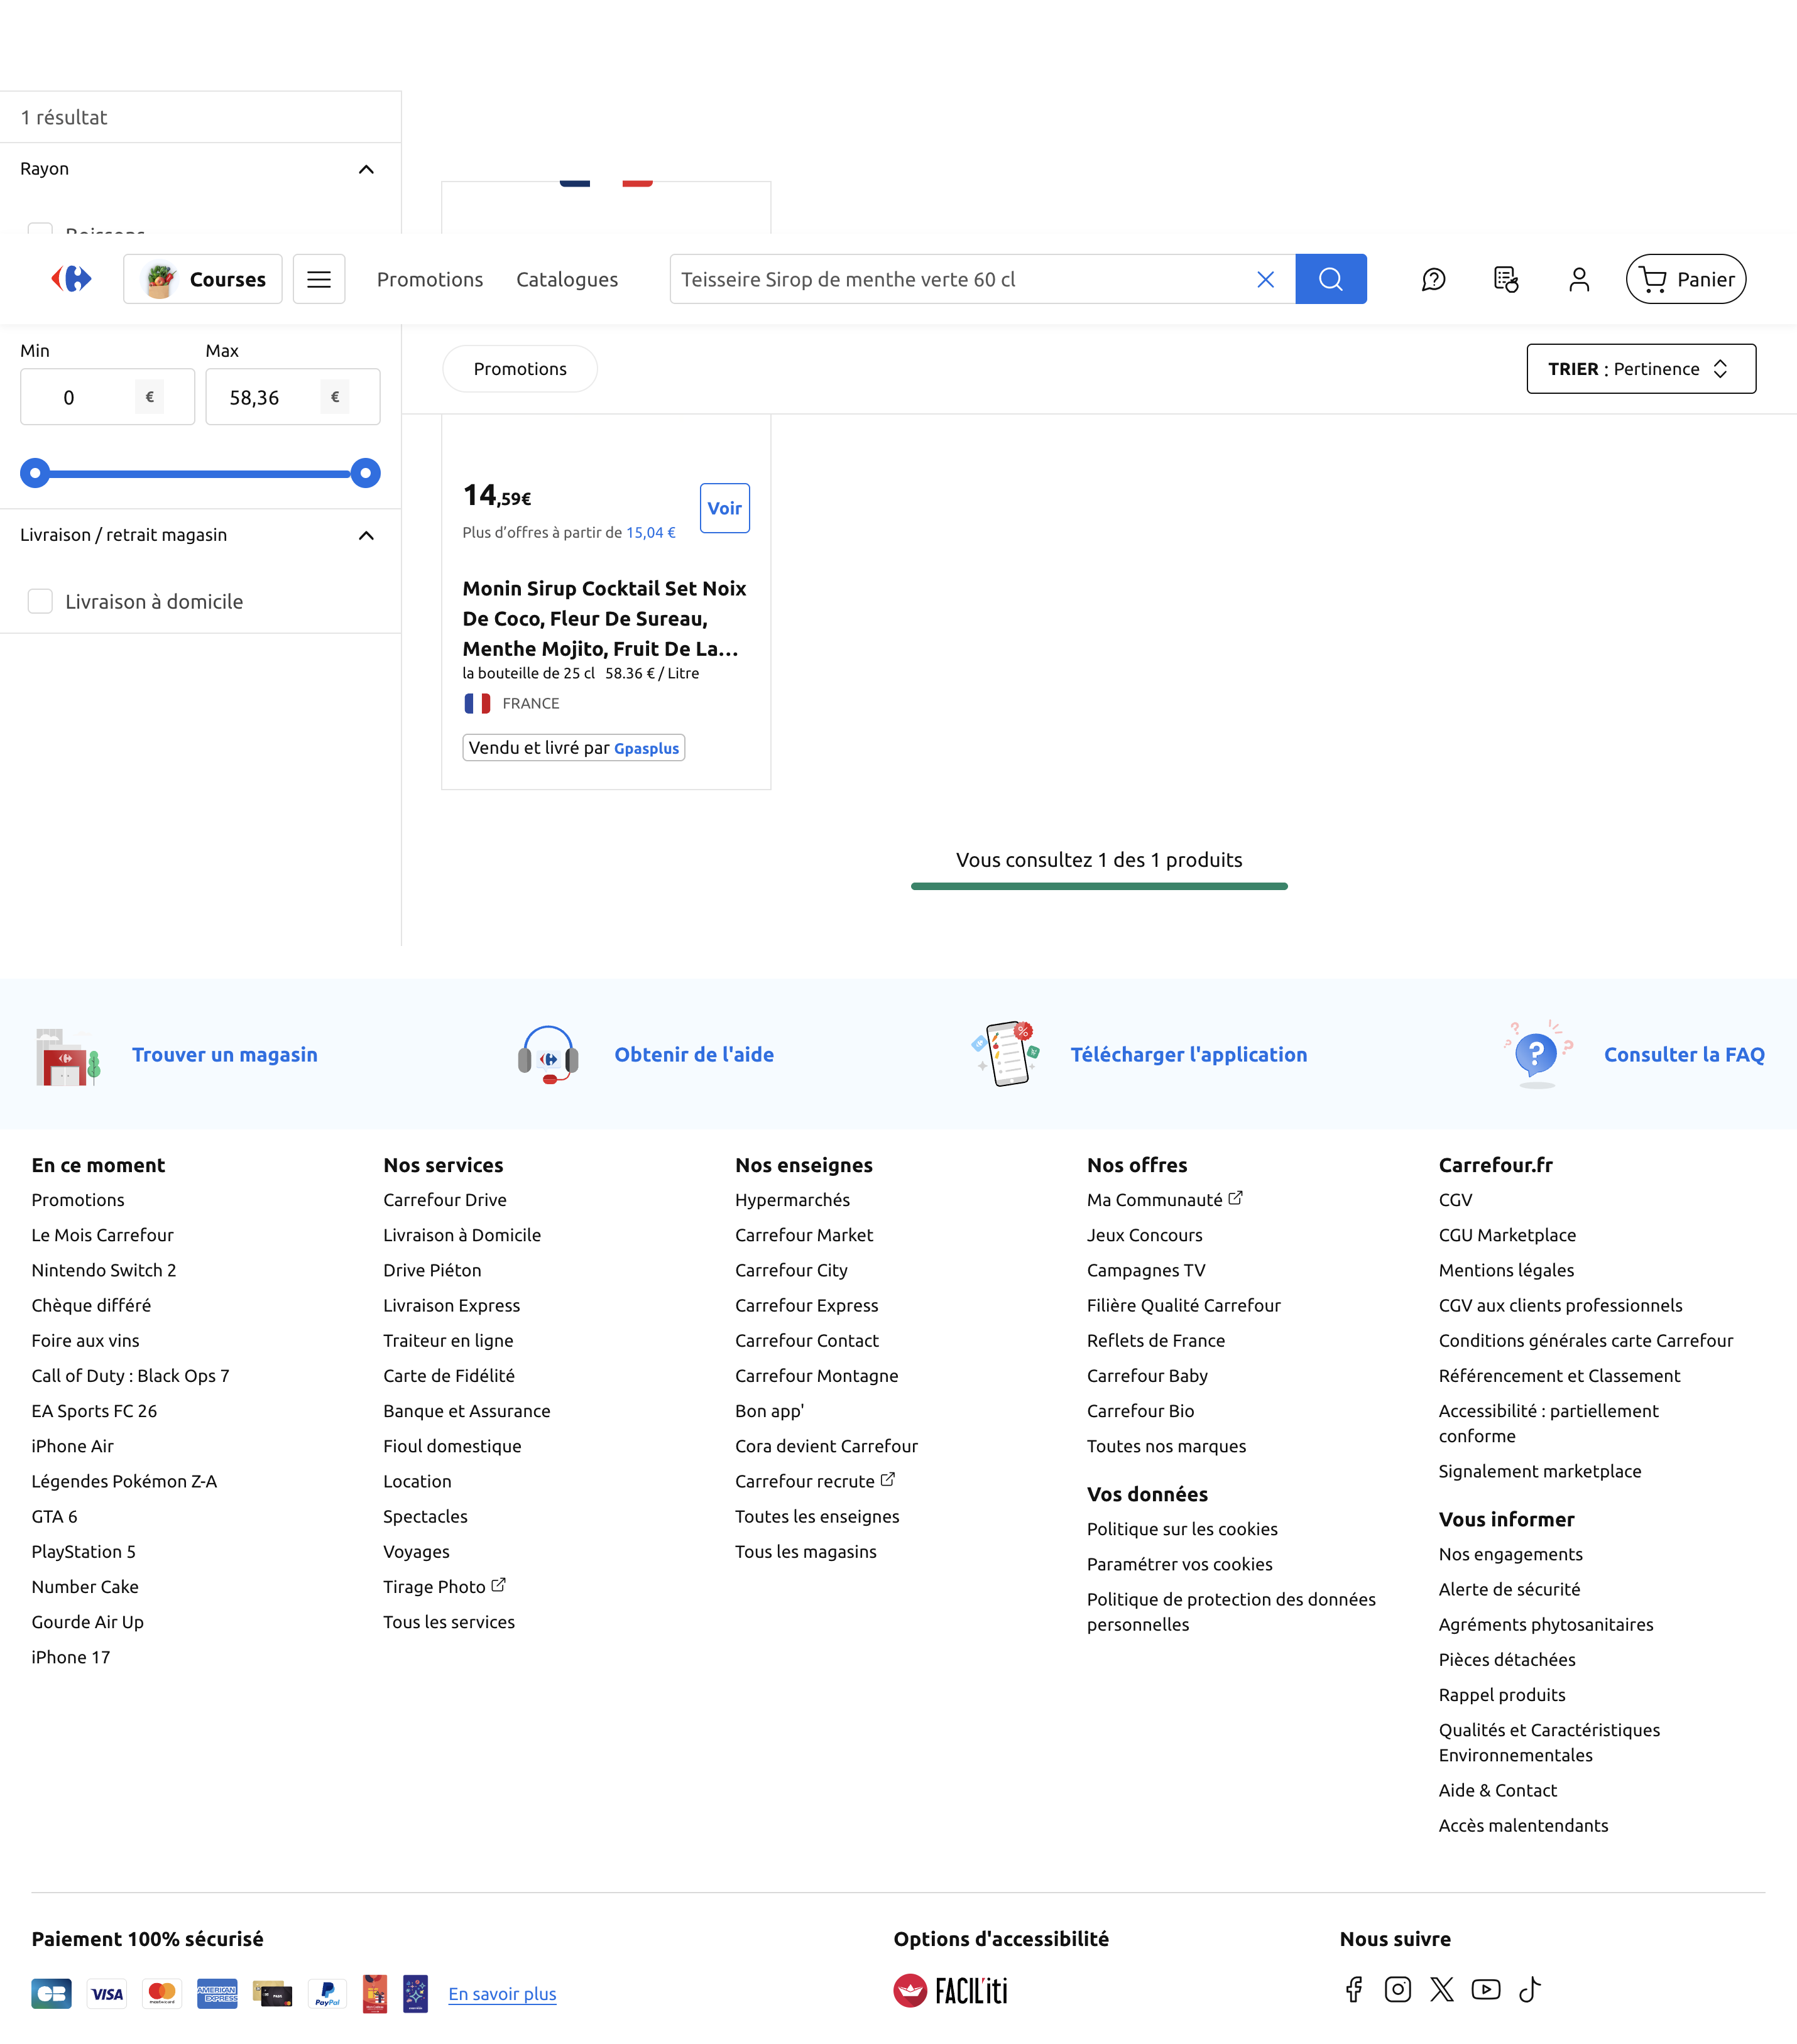 1 résultat
Rayon
Boissons
Courses
Promotions
Catalogues
Teisseire Sirop de menthe verte 60 cl
Panier
Min
Max
0 €
58,36 €
Promotions
TRIER : Pertinence
Livraison / retrait magasin
Livraison à domicile
14,59€
Voir
Plus d'offres à partir de 15,04 €
Monin Sirup Cocktail Set Noix
De Coco, Fleur De Sureau,
Menthe Mojito, Fruit De La...
la bouteille de 25 cl 58.36 € / Litre
FRANCE
Vendu et livré par Gpasplus
Vous consultez 1 des 1 produits
Trouver un magasin
Obtenir de l'aide
Télécharger l'application
Consulter la FAQ
En ce moment
Promotions
Le Mois Carrefour
Nintendo Switch 2
Chèque différé
Foire aux vins
Call of Duty : Black Ops 7
EA Sports FC 26
iPhone Air
Légendes Pokémon Z-A
GTA 6
PlayStation 5
Number Cake
Gourde Air Up
iPhone 17
Nos services
Carrefour Drive
Livraison à Domicile
Drive Piéton
Livraison Express
Traiteur en ligne
Carte de Fidélité
Banque et Assurance
Fioul domestique
Location
Spectacles
Voyages
Tirage Photo
Tous les services
Nos enseignes
Hypermarchés
Carrefour Market
Carrefour City
Carrefour Express
Carrefour Contact
Carrefour Montagne
Bon app'
Cora devient Carrefour
Carrefour recrute
Toutes les enseignes
Tous les magasins
Nos offres
Ma Communauté
Jeux Concours
Campagnes TV
Filière Qualité Carrefour
Reflets de France
Carrefour Baby
Carrefour Bio
Toutes nos marques
Vos données
Politique sur les cookies
Paramétrer vos cookies
Politique de protection des données
personnelles
Carrefour.fr
CGV
CGU Marketplace
Mentions légales
CGV aux clients professionnels
Conditions générales carte Carrefour
Référencement et Classement
Accessibilité : partiellement
conforme
Signalement marketplace
Vous informer
Nos engagements
Alerte de sécurité
Agréments phytosanitaires
Pièces détachées
Rappel produits
Qualités et Caractéristiques
Environnementales
Aide & Contact
Accès malentendants
Paiement 100% sécurisé
CB
VISA
mastercard
AMERICAN
EXPRESS
PayPal
En savoir plus
Options d'accessibilité
FACIL'iti
Nous suivre